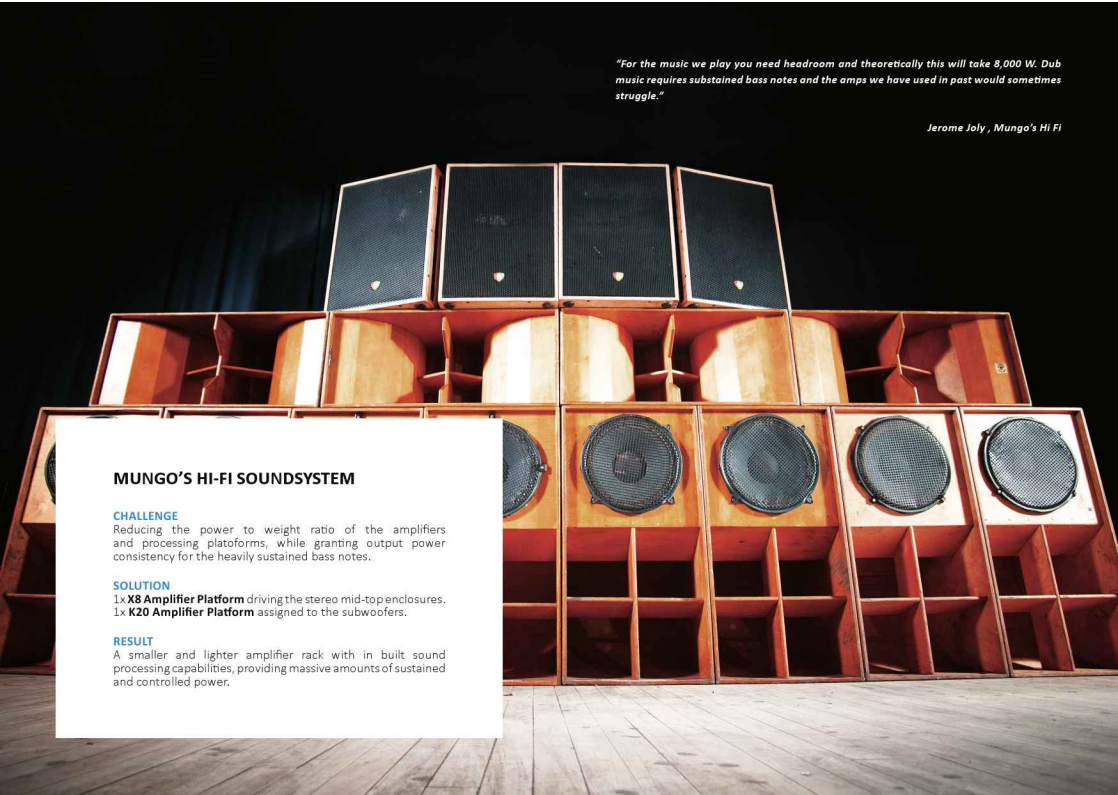 “For the music we play you need headroom and theoretically this will take 8,000 W. Dub
music requires substained bass notes and the amps we have used in past would sometimes
struggle.”
Jerome Joly , Mungo’s Hi Fi
MUNGO’S HI-FI SOUNDSYSTEM
CHALLENGE
Reducing the power to weight ratio of the amplifiers
and processing platoforms, while granting output power
consistency for the heavily sustained bass notes.
SOLUTION
1x X8 Amplifier Platform driving the stereo mid-top enclosures.
1x K20 Amplifier Platform assigned to the subwoofers.
RESULT
A smaller and lighter amplifier rack with in built sound
processing capabilities, providing massive amounts of sustained
and controlled power.